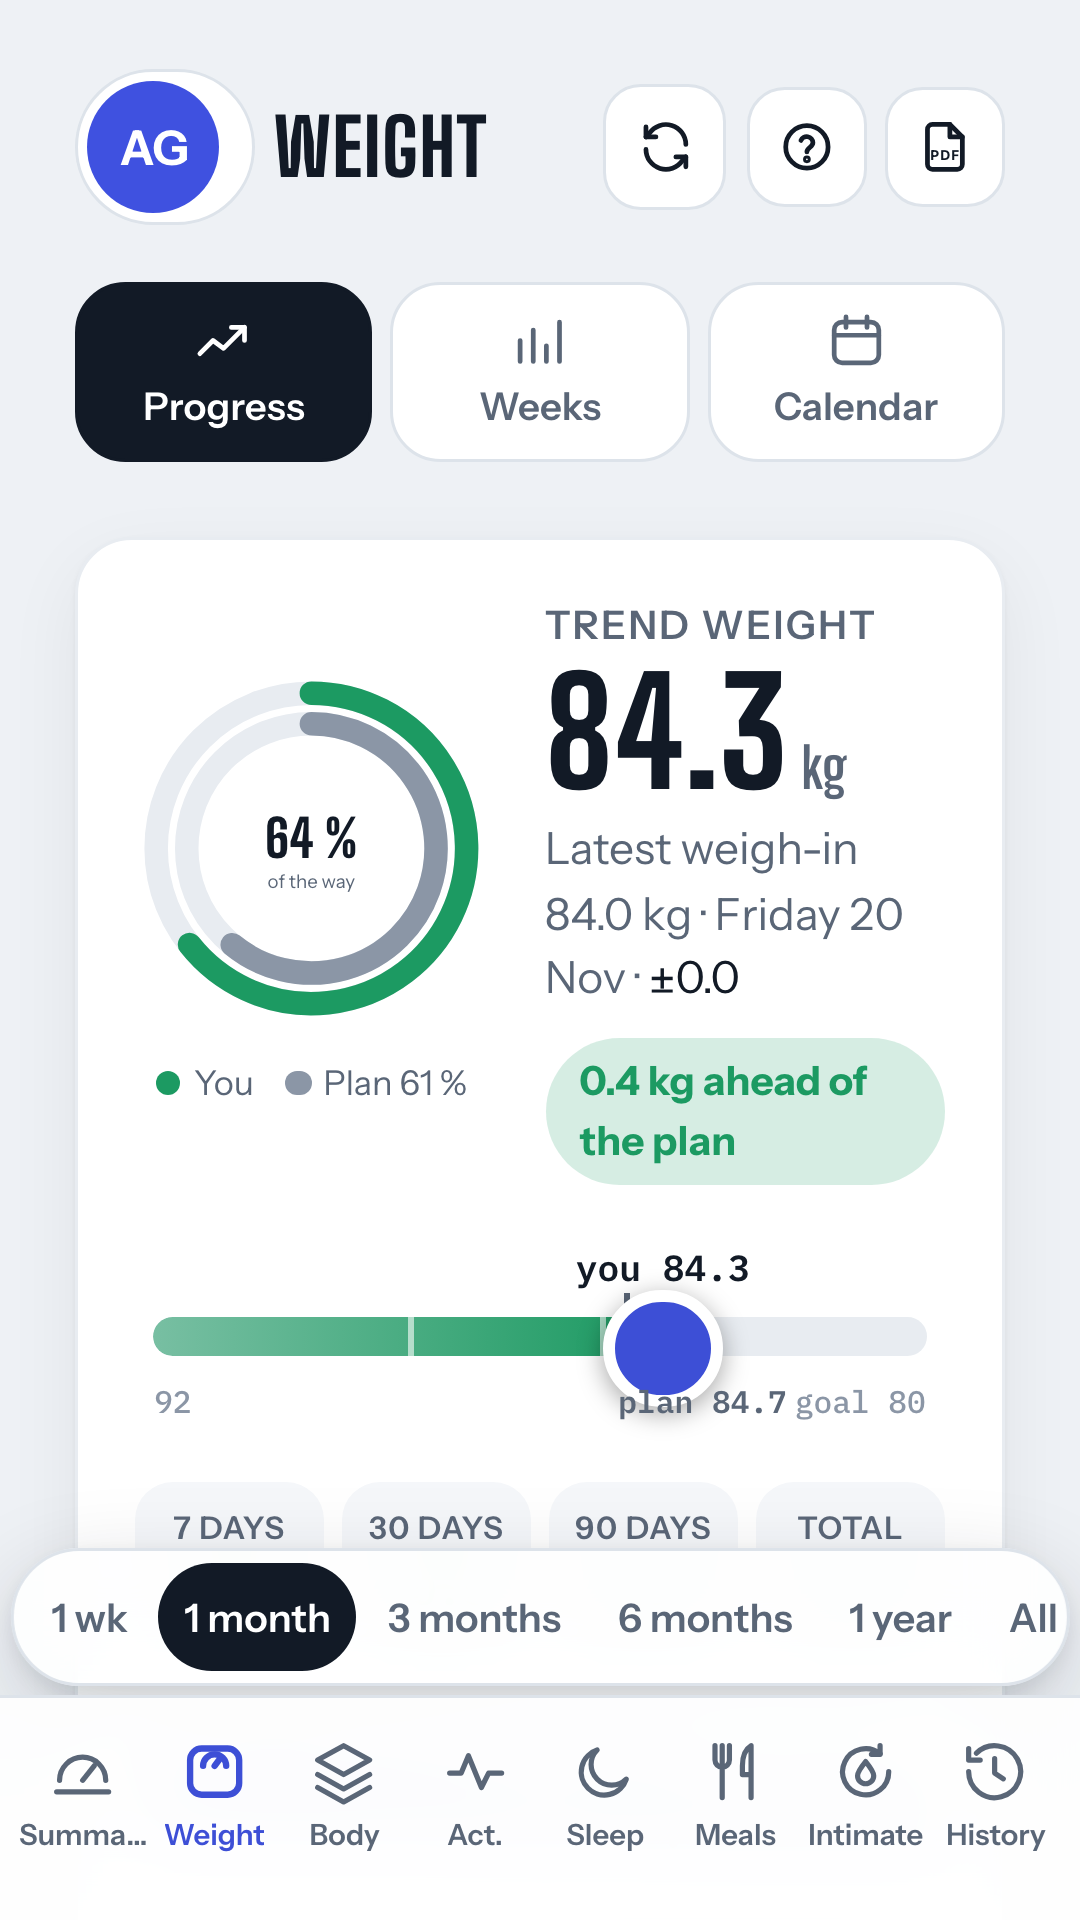 AG
WEIGHT
PDF
Progress
Weeks
Calendar
TREND WEIGHT
84.3 kg
Latest weigh-in
84.0 kg · Friday 20
Nov · ±0.0
64 %
of the way
You
Plan 61 %
0.4 kg ahead of
the plan
you 84.3
92
plan 84.7
goal 80
7 DAYS
30 DAYS
90 DAYS
TOTAL
1 wk
1 month
3 months
6 months
1 year
All
Summa...
Weight
Body
Act.
Sleep
Meals
Intimate
History